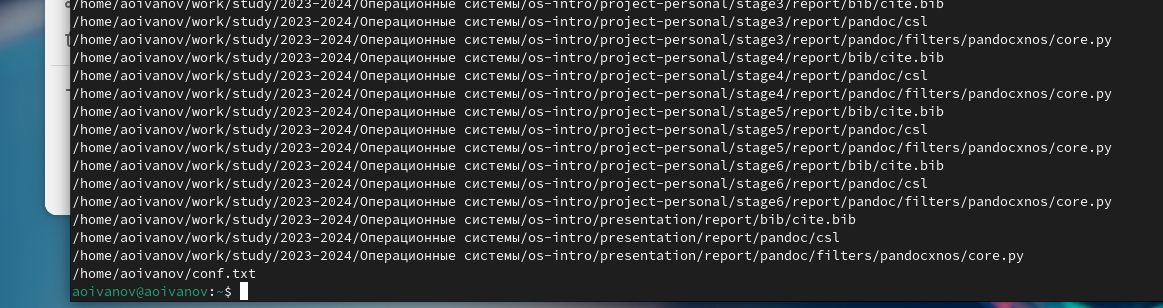 /home/aoivanov/work/study/2023-2024/Операционные системы/os-intro/project-personal/stage3/report/bib/cite.bib
/home/aoivanov/work/study/2023-2024/Операционные системы/os-intro/project-personal/stage3/report/pandoc/csl
/home/aoivanov/work/study/2023-2024/Операционные системы/os-intro/project-personal/stage3/report/pandoc/filters/pandocxnos/core.py
/home/aoivanov/work/study/2023-2024/Операционные системы/os-intro/project-personal/stage4/report/bib/cite.bib
/home/aoivanov/work/study/2023-2024/Операционные системы/os-intro/project-personal/stage4/report/pandoc/csl
/home/aoivanov/work/study/2023-2024/Операционные системы/os-intro/project-personal/stage4/report/pandoc/filters/pandocxnos/core.py
/home/aoivanov/work/study/2023-2024/Операционные системы/os-intro/project-personal/stage5/report/bib/cite.bib
/home/aoivanov/work/study/2023-2024/Операционные системы/os-intro/project-personal/stage5/report/pandoc/csl
/home/aoivanov/work/study/2023-2024/Операционные системы/os-intro/project-personal/stage5/report/pandoc/filters/pandocxnos/core.py
/home/aoivanov/work/study/2023-2024/Операционные системы/os-intro/project-personal/stage6/report/bib/cite.bib
/home/aoivanov/work/study/2023-2024/Операционные системы/os-intro/project-personal/stage6/report/pandoc/csl
/home/aoivanov/work/study/2023-2024/Операционные системы/os-intro/project-personal/stage6/report/pandoc/filters/pandocxnos/core.py
/home/aoivanov/work/study/2023-2024/Операционные системы/os-intro/presentation/report/bib/cite.bib
/home/aoivanov/work/study/2023-2024/Операционные системы/os-intro/presentation/report/pandoc/csl
/home/aoivanov/work/study/2023-2024/Операционные системы/os-intro/presentation/report/pandoc/filters/pandocxnos/core.py
/home/aoivanov/conf.txt
aoivanov@aoivanov:~$